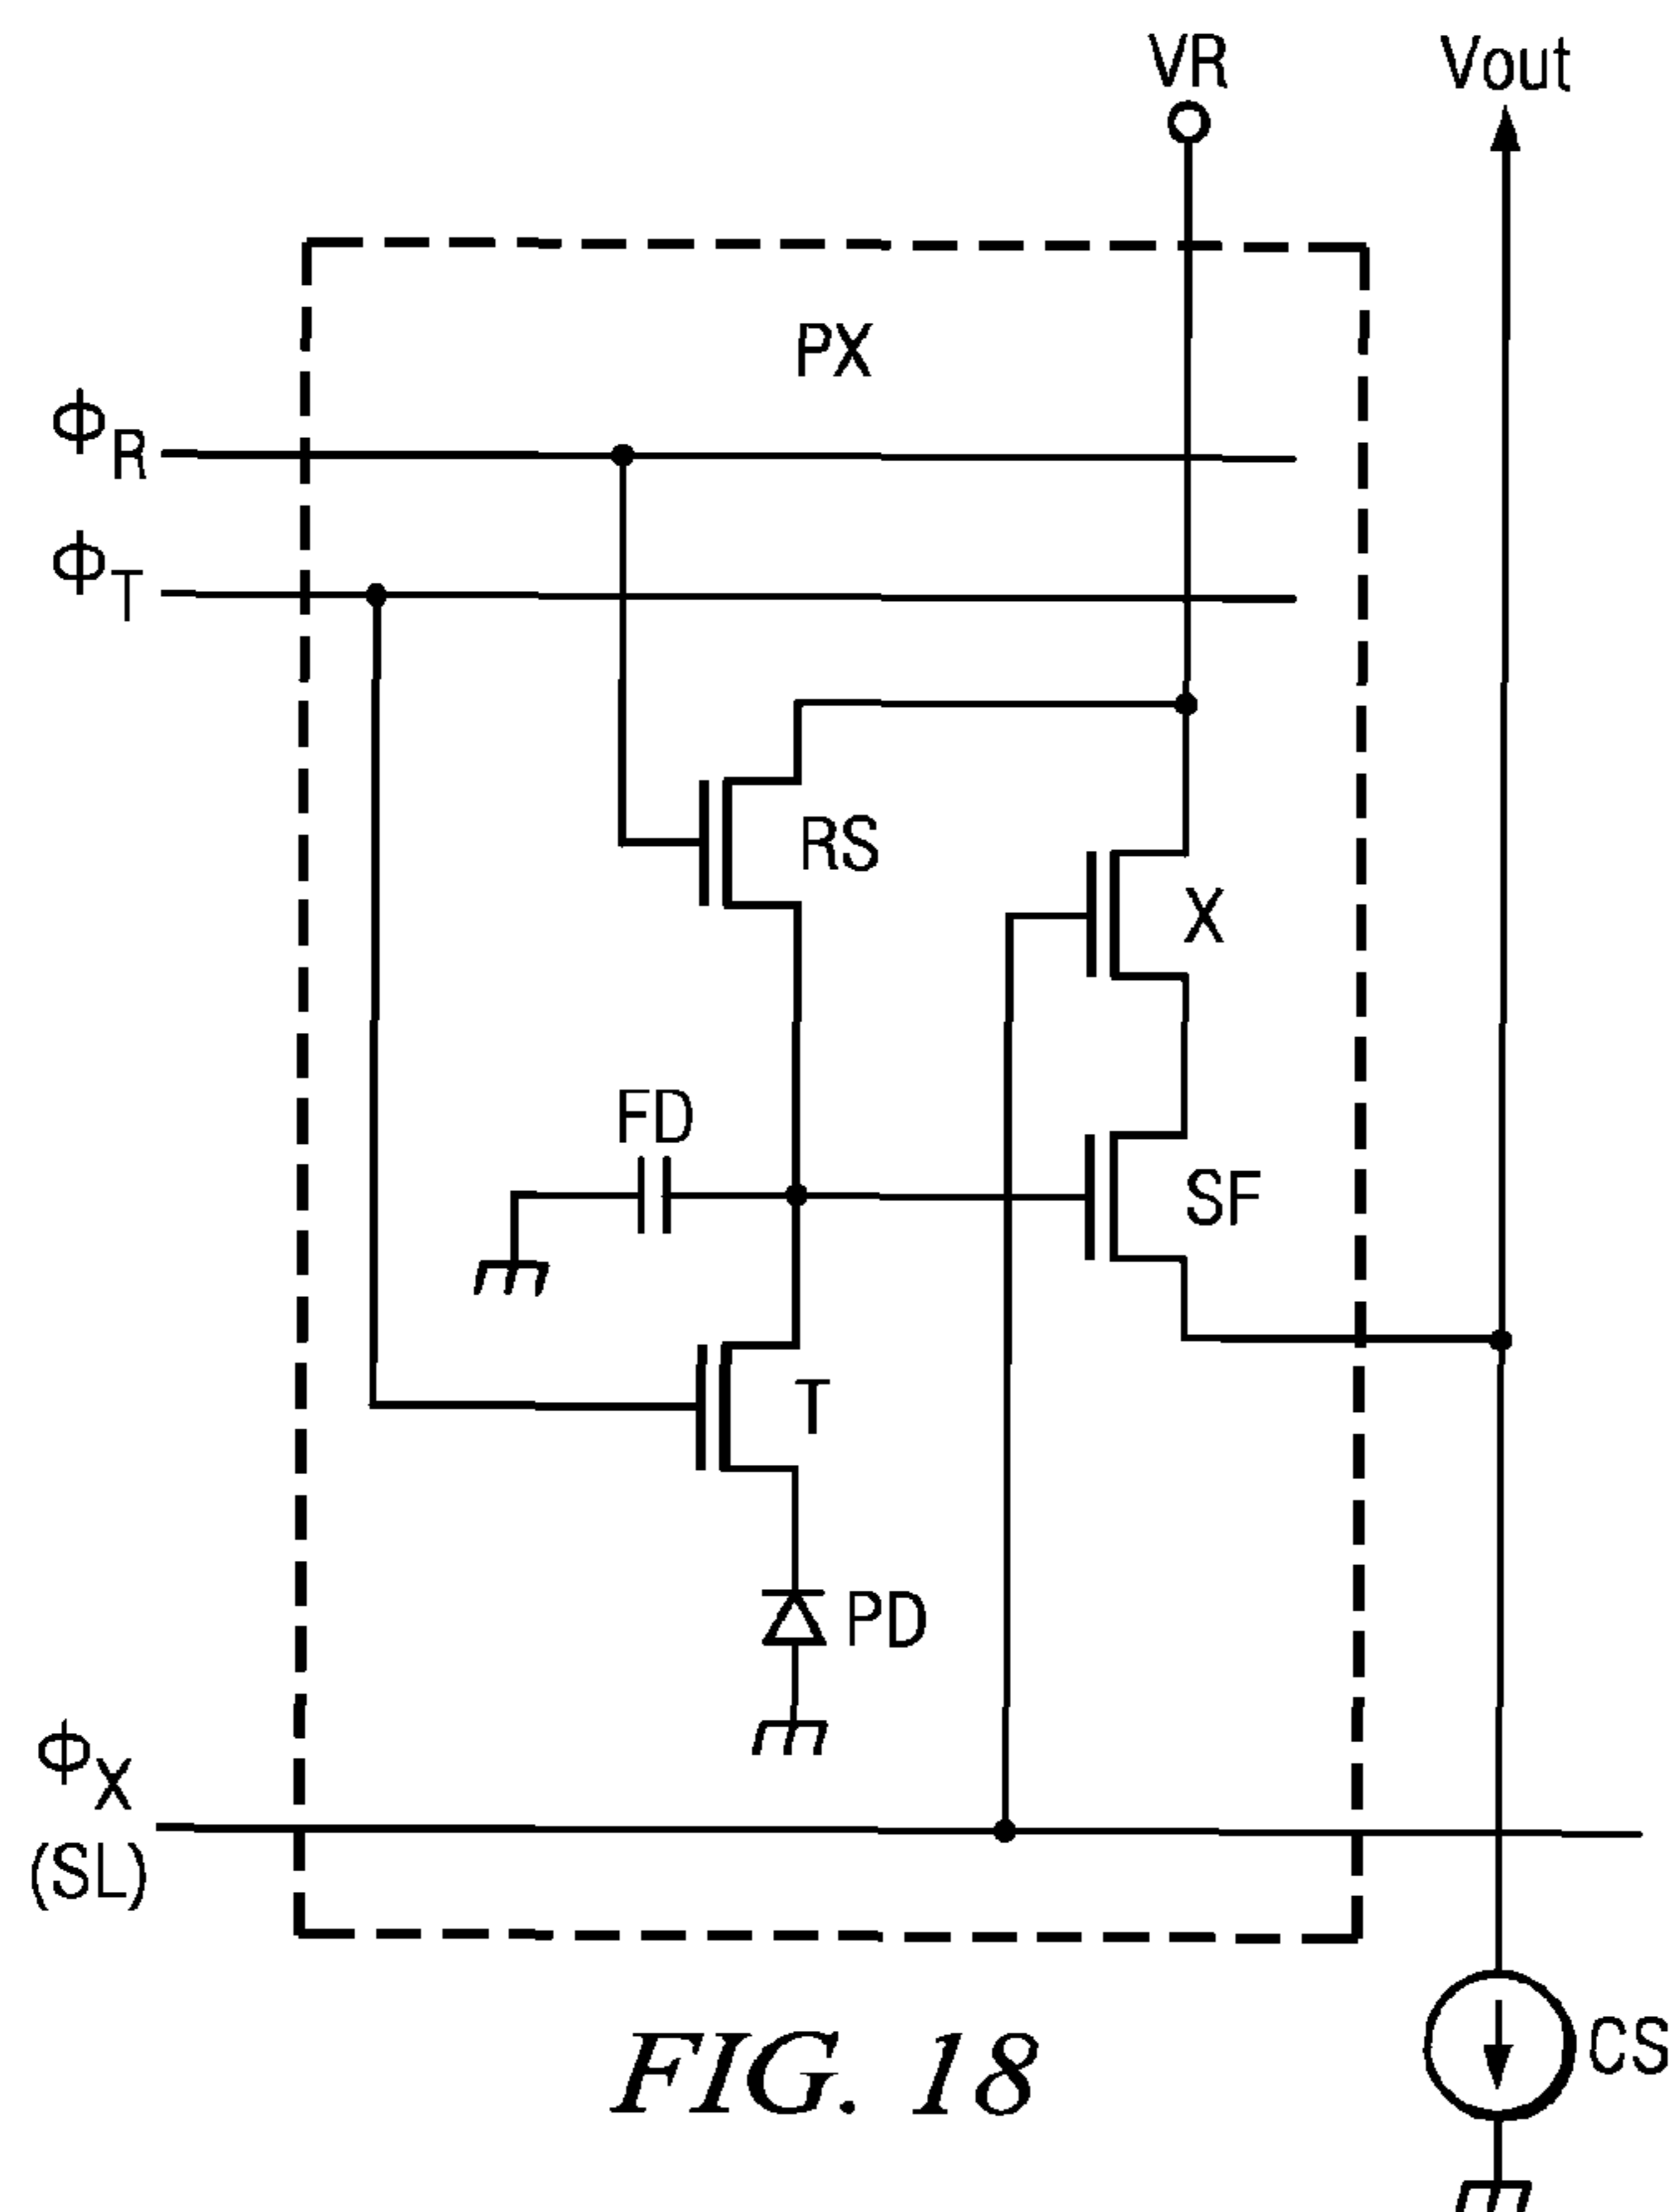 VR
Vout
PX
ΦR
ΦT
RS
X
FD
SF
T
PD
ΦX
(SL)
CS
FIG. 18